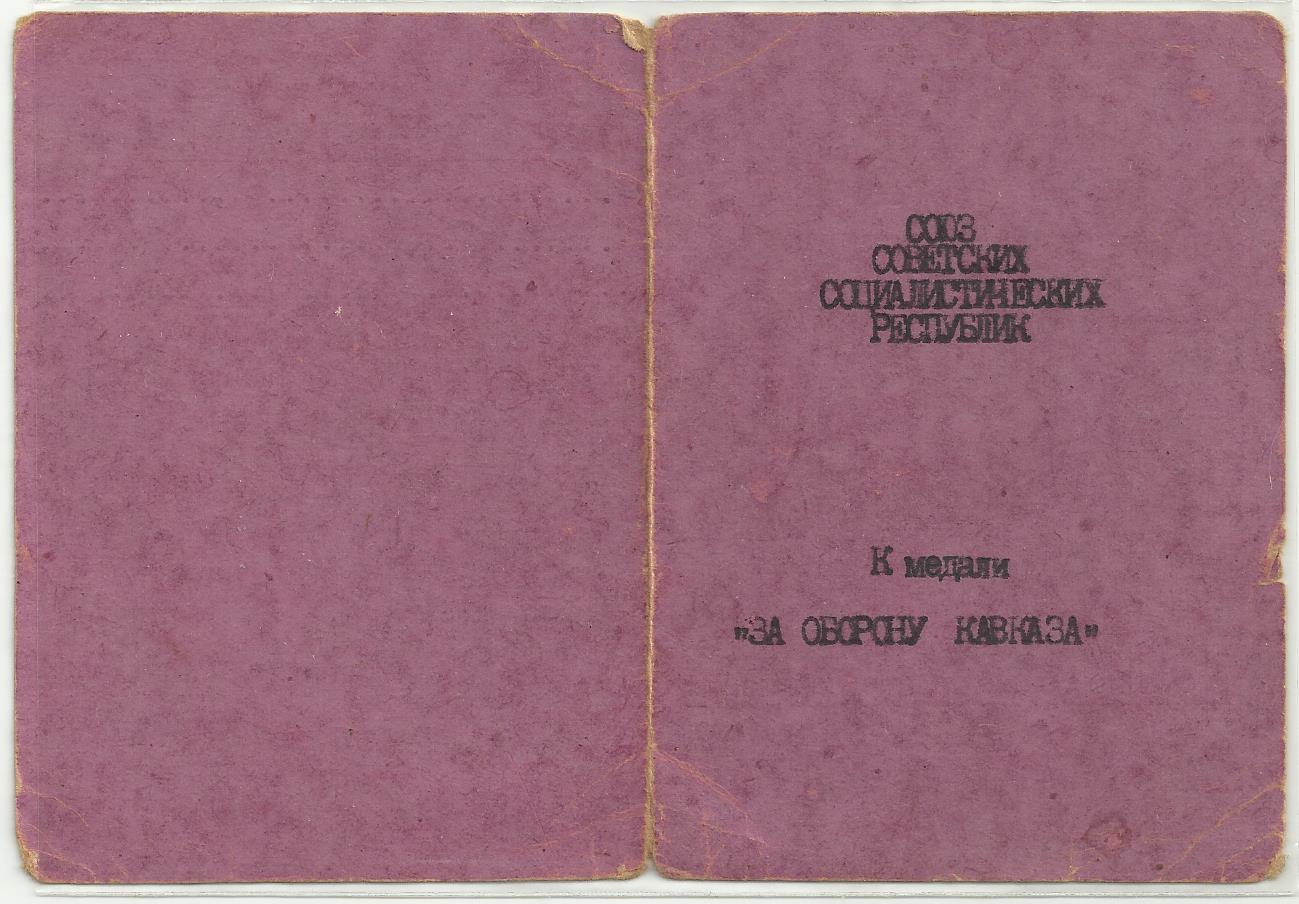 СОЮЗ
СОВЕТСКИХ
СОЦИАЛИСТИЧЕСКИХ
РЕСПУБЛИК
К медали
„ЗА ОБОРОНУ КАВКАЗА”